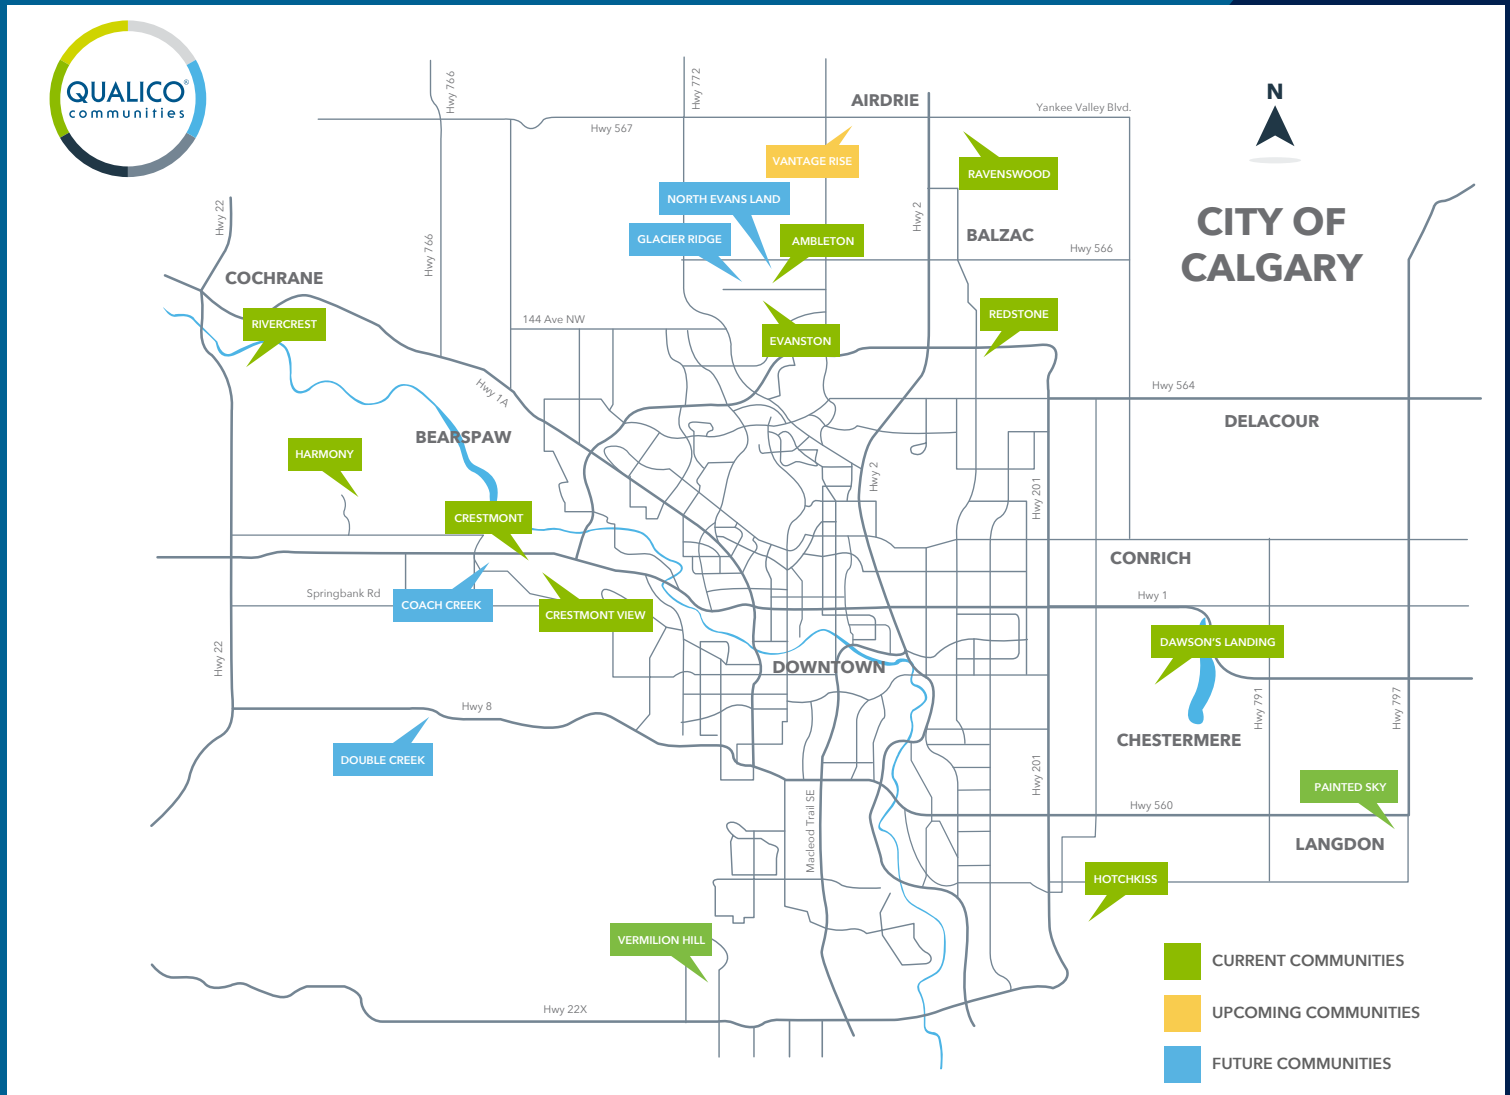 QUALICO®
communities
Hwy 766
Hwy 772
AIRDRIE
Yankee Valley Blvd.
Hwy 567
N
VANTAGE RISE
RAVENSWOOD
NORTH EVANS LAND
CITY OF
CALGARY
Hwy 22
Hwy 2
GLACIER RIDGE
AMBLETON
BALZAC
Hwy 766
Hwy 566
COCHRANE
RIVERCREST
144 Ave NW
REDSTONE
EVANSTON
Hwy 1A
Hwy 564
DELACOUR
BEARSPAW
HARMONY
Hwy 2
Hwy 201
CRESTMONT
CONRICH
Springbank Rd
COACH CREEK
CRESTMONT VIEW
Hwy 1
DAWSON'S LANDING
Hwy 22
DOWNTOWN
Hwy 8
Hwy 791
Hwy 797
CHESTERMERE
DOUBLE CREEK
Hwy 201
PAINTED SKY
Macleod Trail SE
Hwy 560
LANGDON
HOTCHKISS
VERMILION HILL
Hwy 22X
CURRENT COMMUNITIES
UPCOMING COMMUNITIES
FUTURE COMMUNITIES